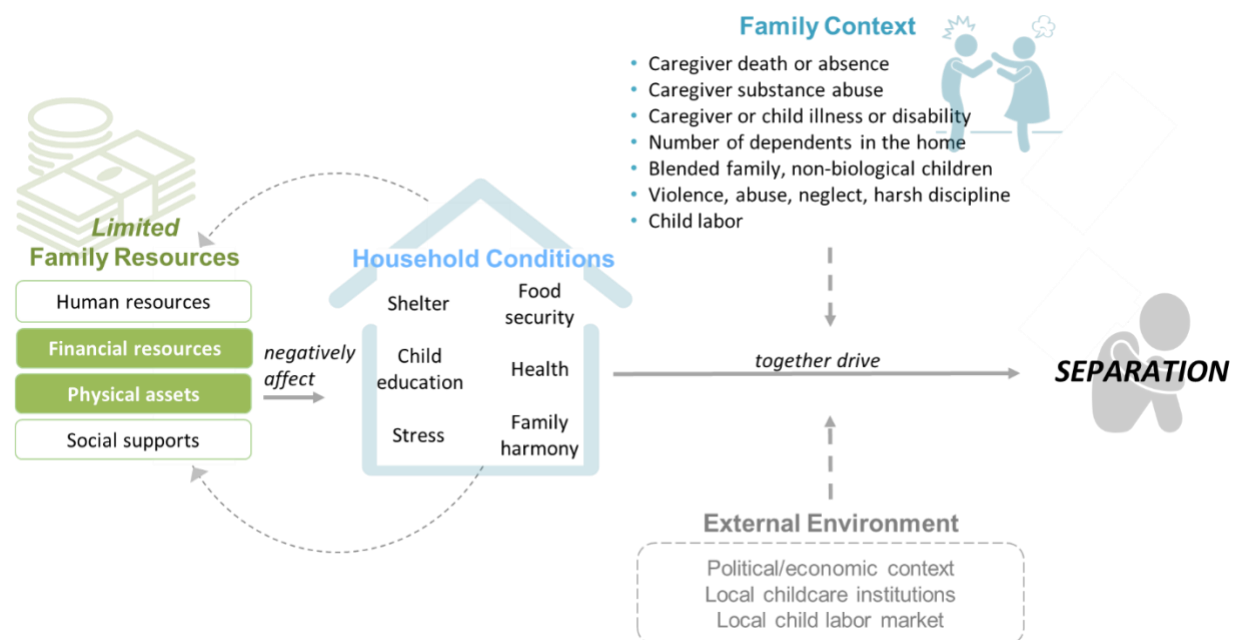 Limited
Family Resources
Human resources
Financial resources
Physical assets
Social supports
negatively
affect
Household Conditions
Shelter
Food
security
Child
education
Health
Stress
Family
harmony
Family Context
• Caregiver death or absence
• Caregiver substance abuse
• Caregiver or child illness or disability
• Number of dependents in the home
• Blended family, non-biological children
• Violence, abuse, neglect, harsh discipline
• Child labor
together drive
SEPARATION
External Environment
Political/economic context
Local childcare institutions
Local child labor market